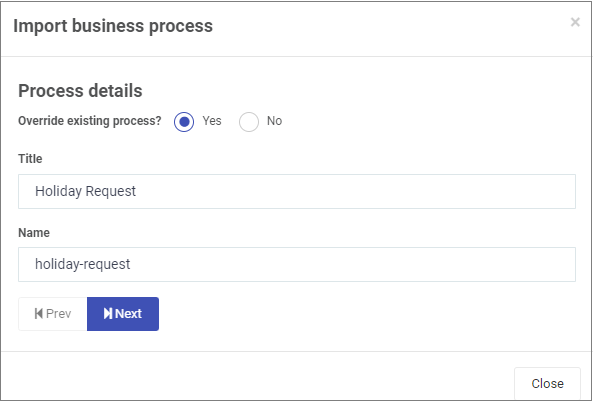 Import business process ×
Process details
Override existing process? Yes No
Title
Holiday Request
Name
holiday-request
Prev Next
Close